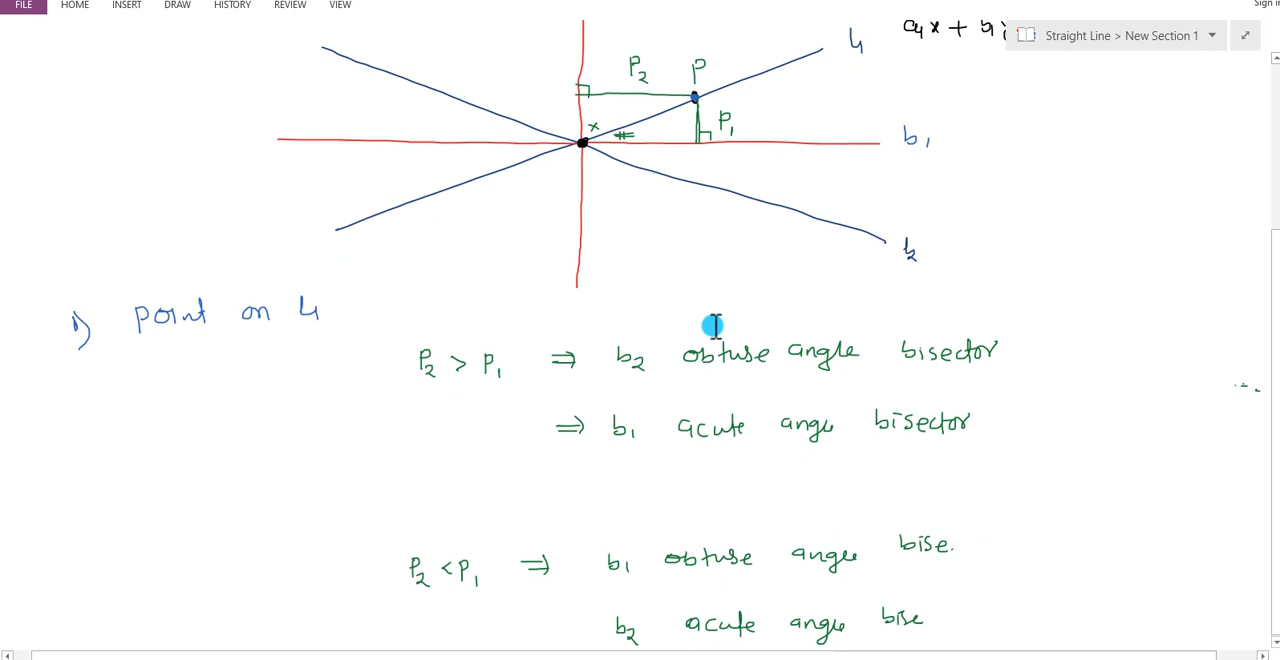 FILE HOME INSERT DRAW HISTORY REVIEW VIEW Sign in
Straight Line > New Section 1
L1
P2 P
P1
x
b1
L2
1) Point on L1
P2 > P1 ⇒ b2 obtuse angle bisector
⇒ b1 acute angle bisector
P2 < P1 ⇒ b1 obtuse angle bise.
b2 acute angle bise